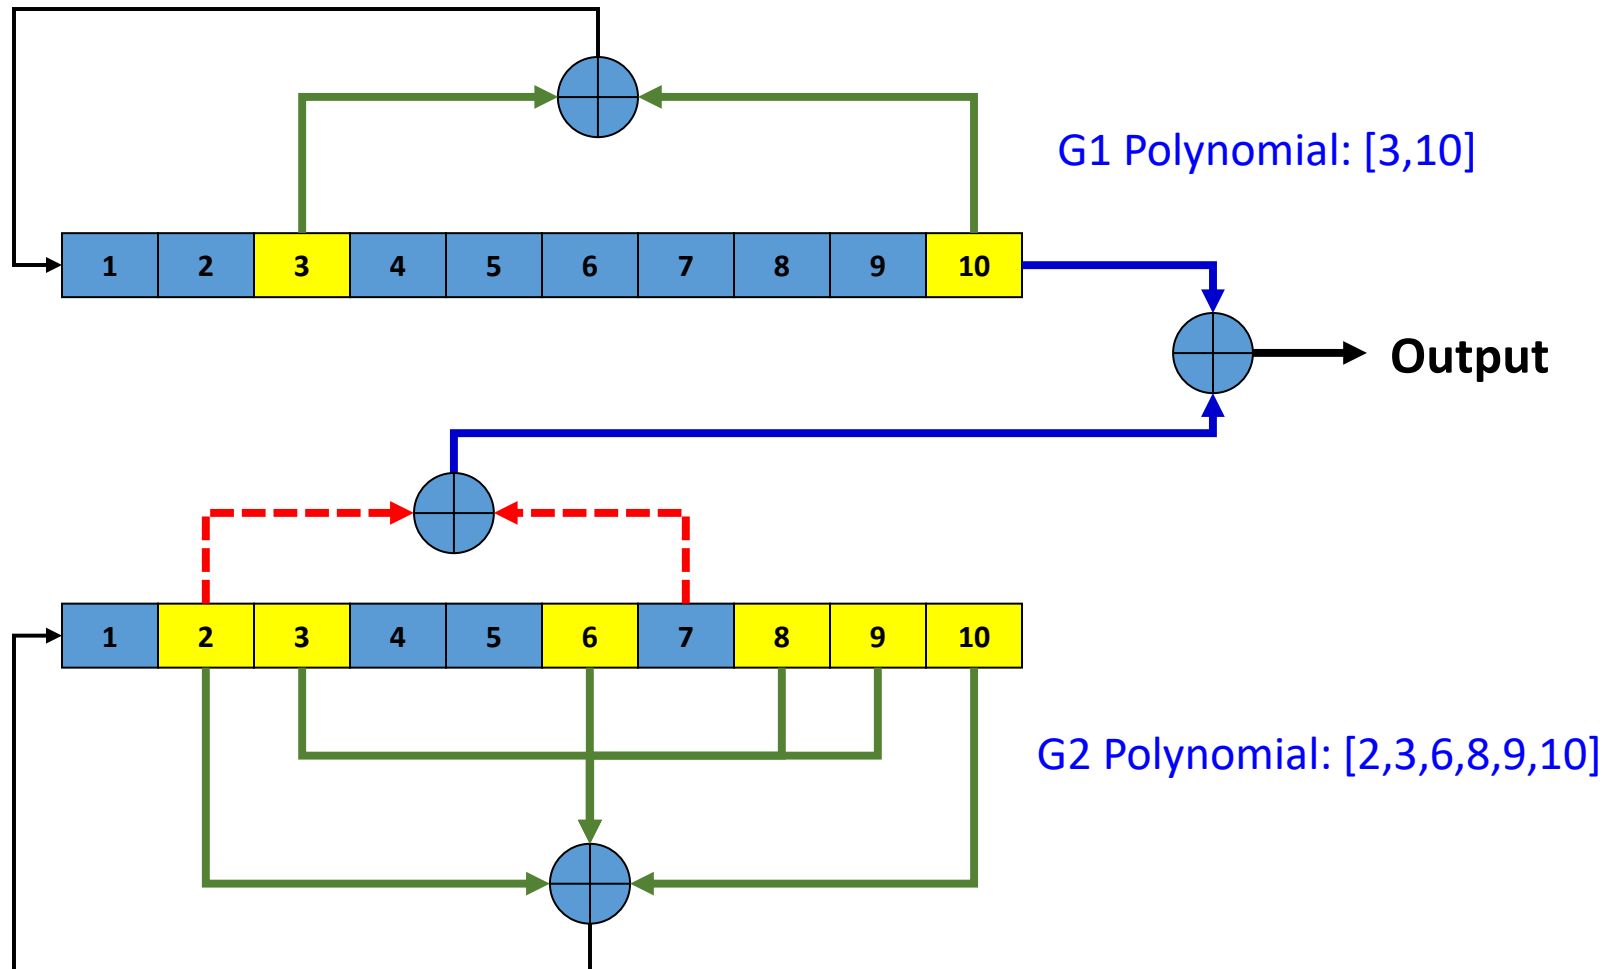 G1 Polynomial: [3,10]
1 2 3 4 5 6 7 8 9 10
Output
1 2 3 4 5 6 7 8 9 10
G2 Polynomial: [2,3,6,8,9,10]